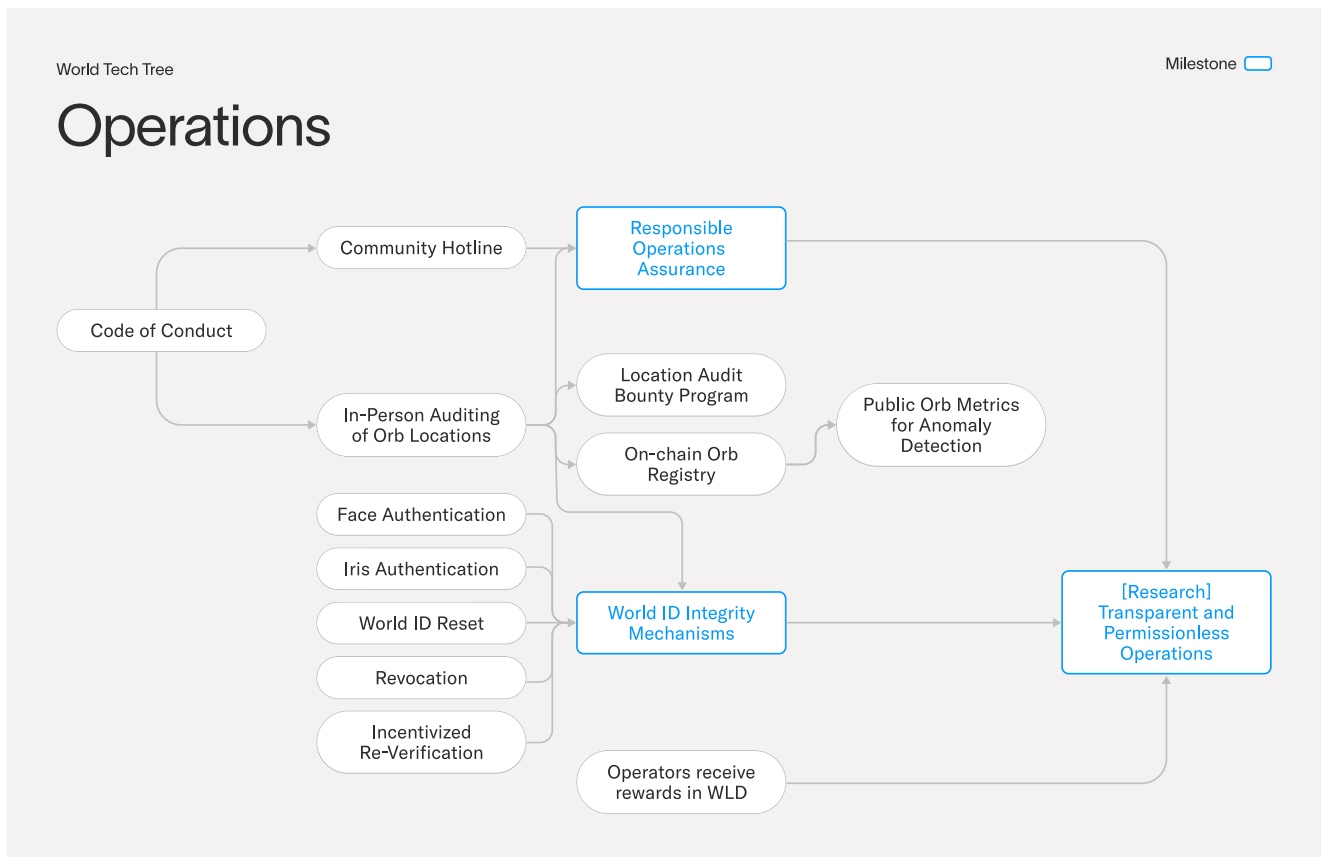 World Tech Tree
Milestone
Operations
Responsible
Operations
Assurance
Community Hotline
Code of Conduct
Location Audit
Bounty Program
Public Orb Metrics
for Anomaly
Detection
In-Person Auditing
of Orb Locations
On-chain Orb
Registry
Face Authentication
Iris Authentication
World ID Reset
Revocation
Incentivized
Re-Verification
World ID Integrity
Mechanisms
[Research]
Transparent and
Permissionless
Operations
Operators receive
rewards in WLD